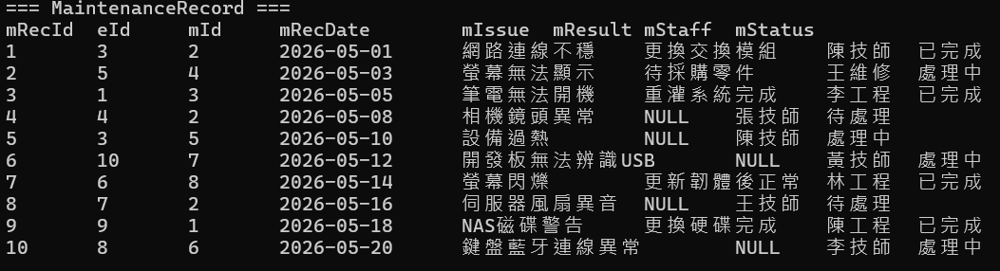 === MaintenanceRecord ===
mRecId eId mId mRecDate mIssue mResult mStaff mStatus
1 3 2 2026-05-01 網路連線不穩 更換交換模組 陳技師 已完成
2 5 4 2026-05-03 螢幕無法顯示 待採購零件 王維修 處理中
3 1 3 2026-05-05 筆電無法開機 重灌系統完成 李工程 已完成
4 4 2 2026-05-08 相機鏡頭異常 NULL 張技師 待處理
5 3 5 2026-05-10 設備過熱 NULL 陳技師 處理中
6 10 7 2026-05-12 開發板無法辨識USB NULL 黃技師 處理中
7 6 8 2026-05-14 螢幕閃爍 更新韌體後正常 林工程 已完成
8 7 2 2026-05-16 伺服器風扇異音 NULL 王技師 待處理
9 9 1 2026-05-18 NAS磁碟警告 更換硬碟完成 陳工程 已完成
10 8 6 2026-05-20 鍵盤藍牙連線異常 NULL 李技師 處理中